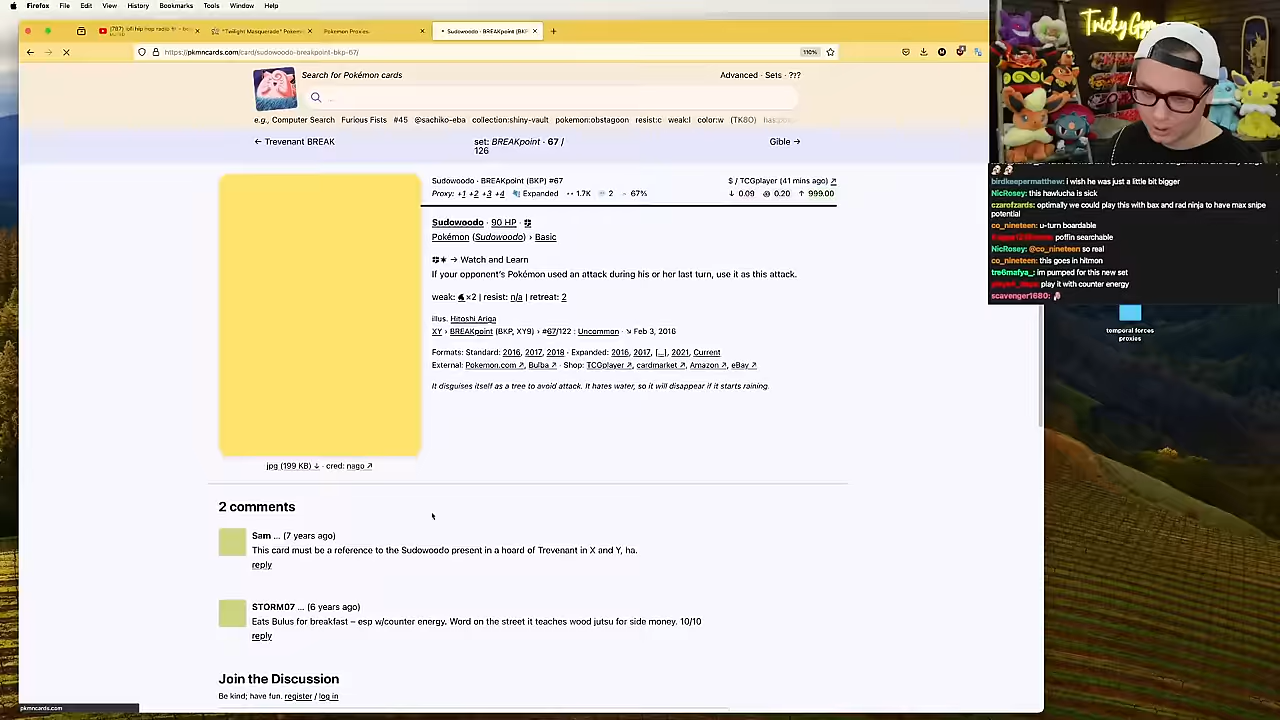 Firefox File Edit View History Bookmarks Tools Window Help
"Twilight Masquerade" Pokém
Pokemon Proxies
Sudowoodo · BREAKpoint (BKP
https://pkmncards.com/card/sudowoodo-breakpoint-bkp-67/
110%
Search for Pokémon cards
Advanced · Sets · ???
e.g., Computer Search Furious Fists #45 @sachiko-eba collection:shiny-vault pokemon:obstagoon resist:c weak:l color:w (TK80)
← Trevenant BREAK
set: BREAKpoint · 67 /
126
Gible →
Sudowoodo · BREAKpoint (BKP) #67
$ / TCGplayer (41 mins ago) ↗
Proxy: +1 +2 +3 +4 Expanded 1.7K 2 67%
↓ 0.09 @ 0.20 ↑ 999.00
Sudowoodo · 90 HP ·
Pokémon (Sudowoodo) › Basic
→ Watch and Learn
If your opponent's Pokémon used an attack during his or her last turn, use it as this attack.
weak: ×2 | resist: n/a | retreat: 2
illus. Hitoshi Ariga
XY › BREAKpoint (BKP, XY9) › #67/122 : Uncommon · ↘ Feb 3, 2016
Formats: Standard: 2016, 2017, 2018 · Expanded: 2016, 2017, [...], 2021, Current
External: Pokemon.com ↗, Bulba ↗ · Shop: TCGplayer ↗, cardmarket ↗, Amazon ↗, eBay ↗
It disguises itself as a tree to avoid attack. It hates water, so it will disappear if it starts raining.
jpg (199 KB) ↓ · cred: nago ↗
2 comments
Sam ... (7 years ago)
This card must be a reference to the Sudowoodo present in a hoard of Trevenant in X and Y, ha.
reply
STORM07 ... (6 years ago)
Eats Bulus for breakfast – esp w/counter energy. Word on the street it teaches wood jutsu for side money. 10/10
reply
Join the Discussion
Be kind; have fun. register / log in
pkmncards.com
birdkeepermatthew: i wish he was just a little bit bigger
NicRosey: this hawlucha is sick
czarofzards: optimally we could play this with bax and rad ninja to have max snipe
potential
co_nineteen: u-turn boardable
poffin searchable
NicRosey: @co_nineteen so real
co_nineteen: this goes in hitmon
tre6mafya_: im pumped for this new set
play it with counter energy
scavenger1680:
temporal forces
proxies